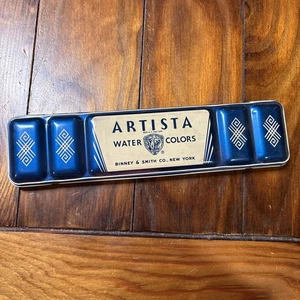 ARTISTA
WATER COLORS
BINNEY & SMITH CO., NEW YORK